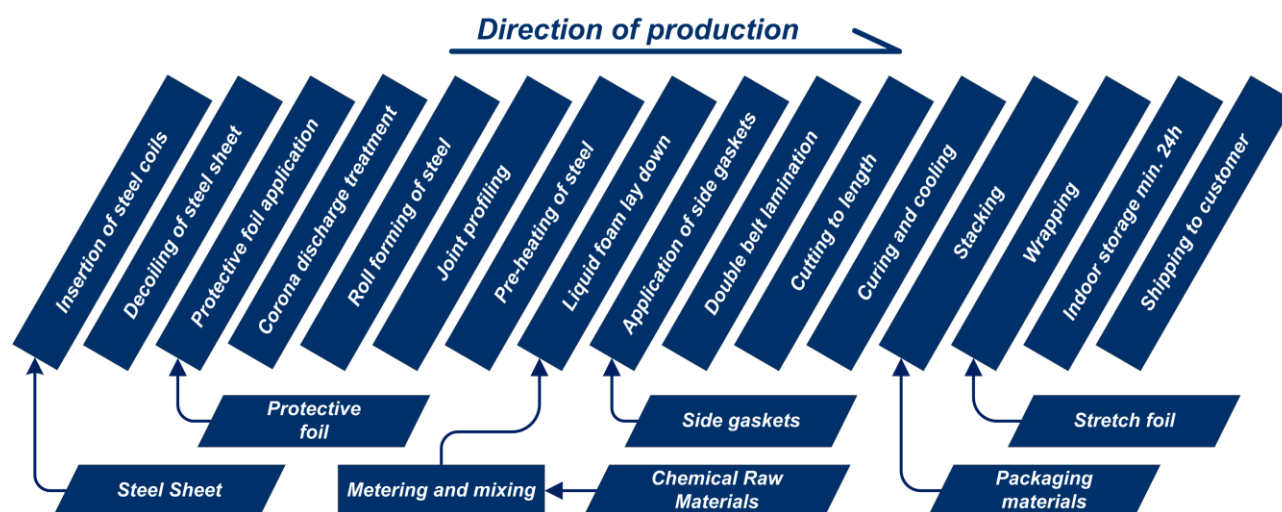 Direction of production
Insertion of steel coils
Decoiling of steel sheet
Protective foil application
Corona discharge treatment
Roll forming of steel
Joint profiling
Pre-heating of steel
Liquid foam lay down
Application of side gaskets
Double belt lamination
Cutting to length
Curing and cooling
Stacking
Wrapping
Indoor storage min. 24h
Shipping to customer
Protective
foil
Side gaskets
Stretch foil
Steel Sheet
Metering and mixing
Chemical Raw
Materials
Packaging
materials